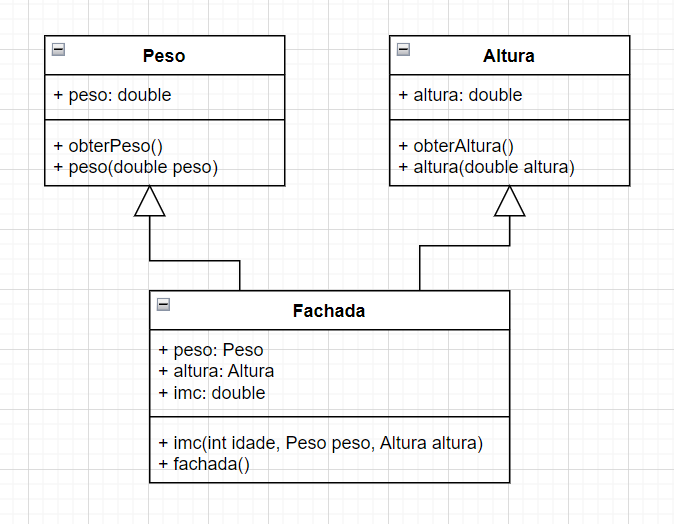 Peso
+ peso: double
+ obterPeso()
+ peso(double peso)
Altura
+ altura: double
+ obterAltura()
+ altura(double altura)
Fachada
+ peso: Peso
+ altura: Altura
+ imc: double
+ imc(int idade, Peso peso, Altura altura)
+ fachada()